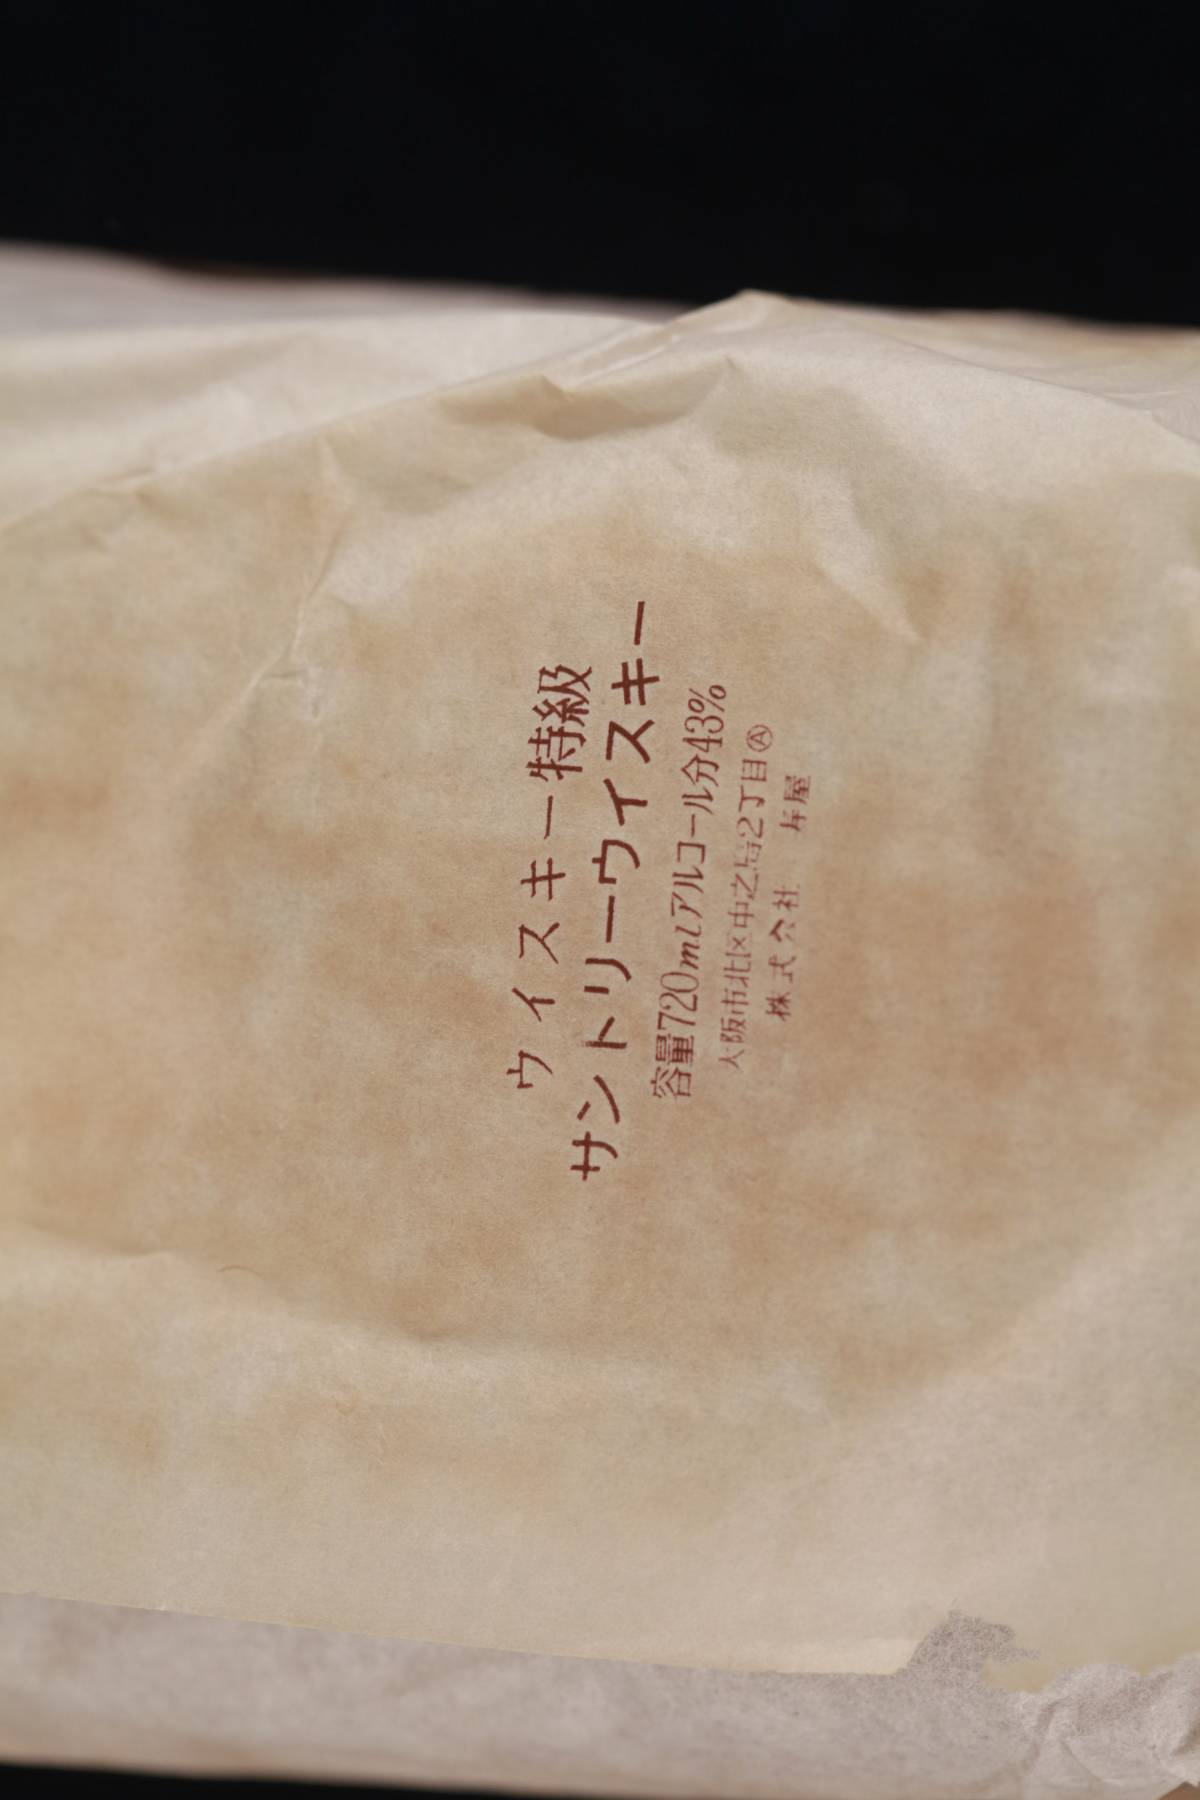 ウイスキー特級
サントリーウイスキー
容量720mlアルコール分43%
大阪市北区中之島2丁目Ⓐ
株式会社 寿屋